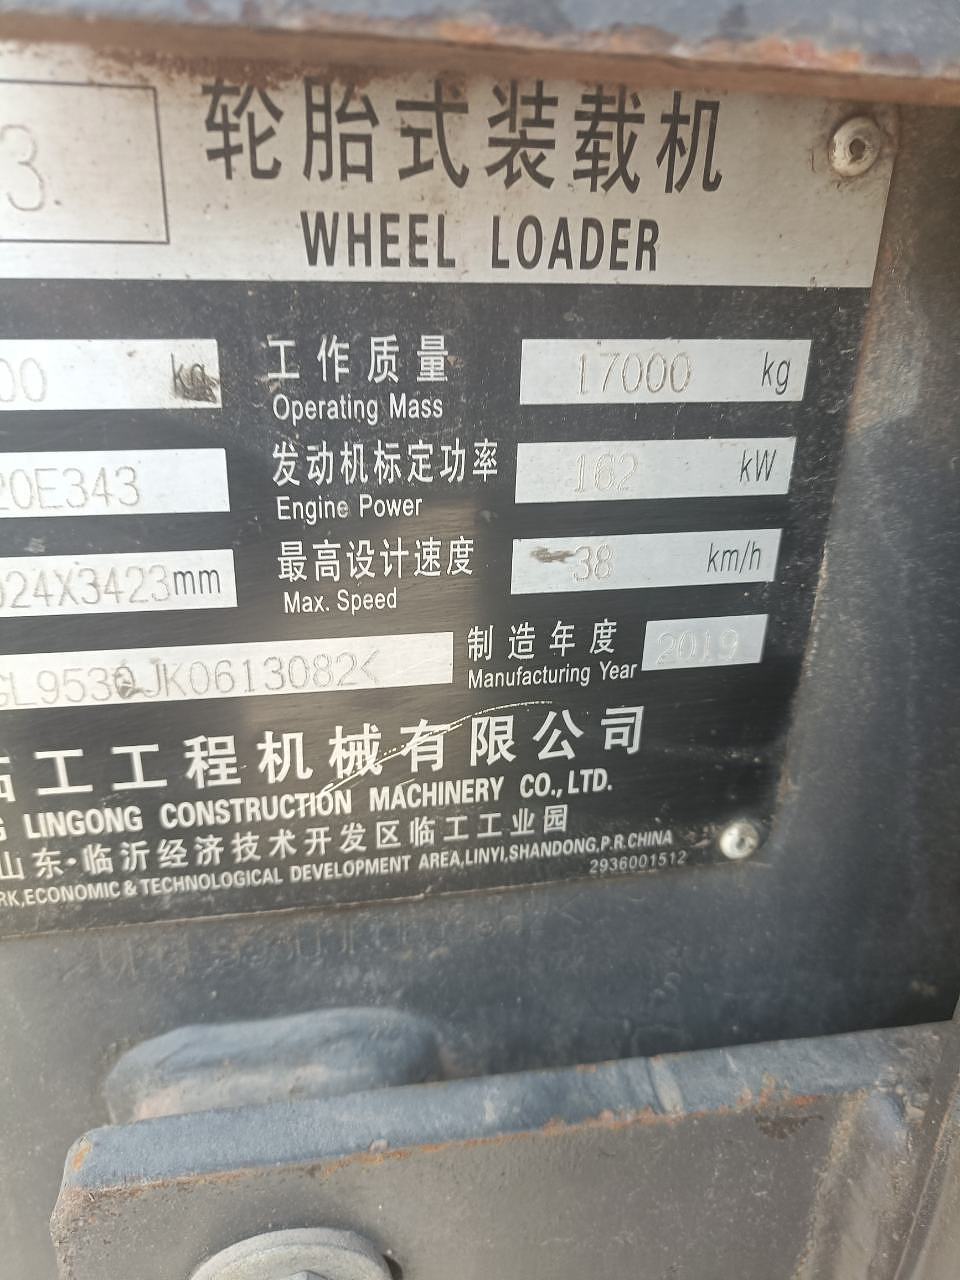 3
轮胎式装载机
WHEEL LOADER
00 kg
工作质量
Operating Mass
17000 kg
20E343
发动机标定功率
Engine Power
162 kW
024X3423mm
最高设计速度
Max. Speed
38 km/h
GL9530JK0613082<
制造年度
Manufacturing Year
2019
临工工程机械有限公司
G LINGONG CONSTRUCTION MACHINERY CO.,LTD.
山东·临沂经济技术开发区临工工业园
RK,ECONOMIC & TECHNOLOGICAL DEVELOPMENT AREA,LINYI,SHANDONG,P.R.CHINA
2936001512